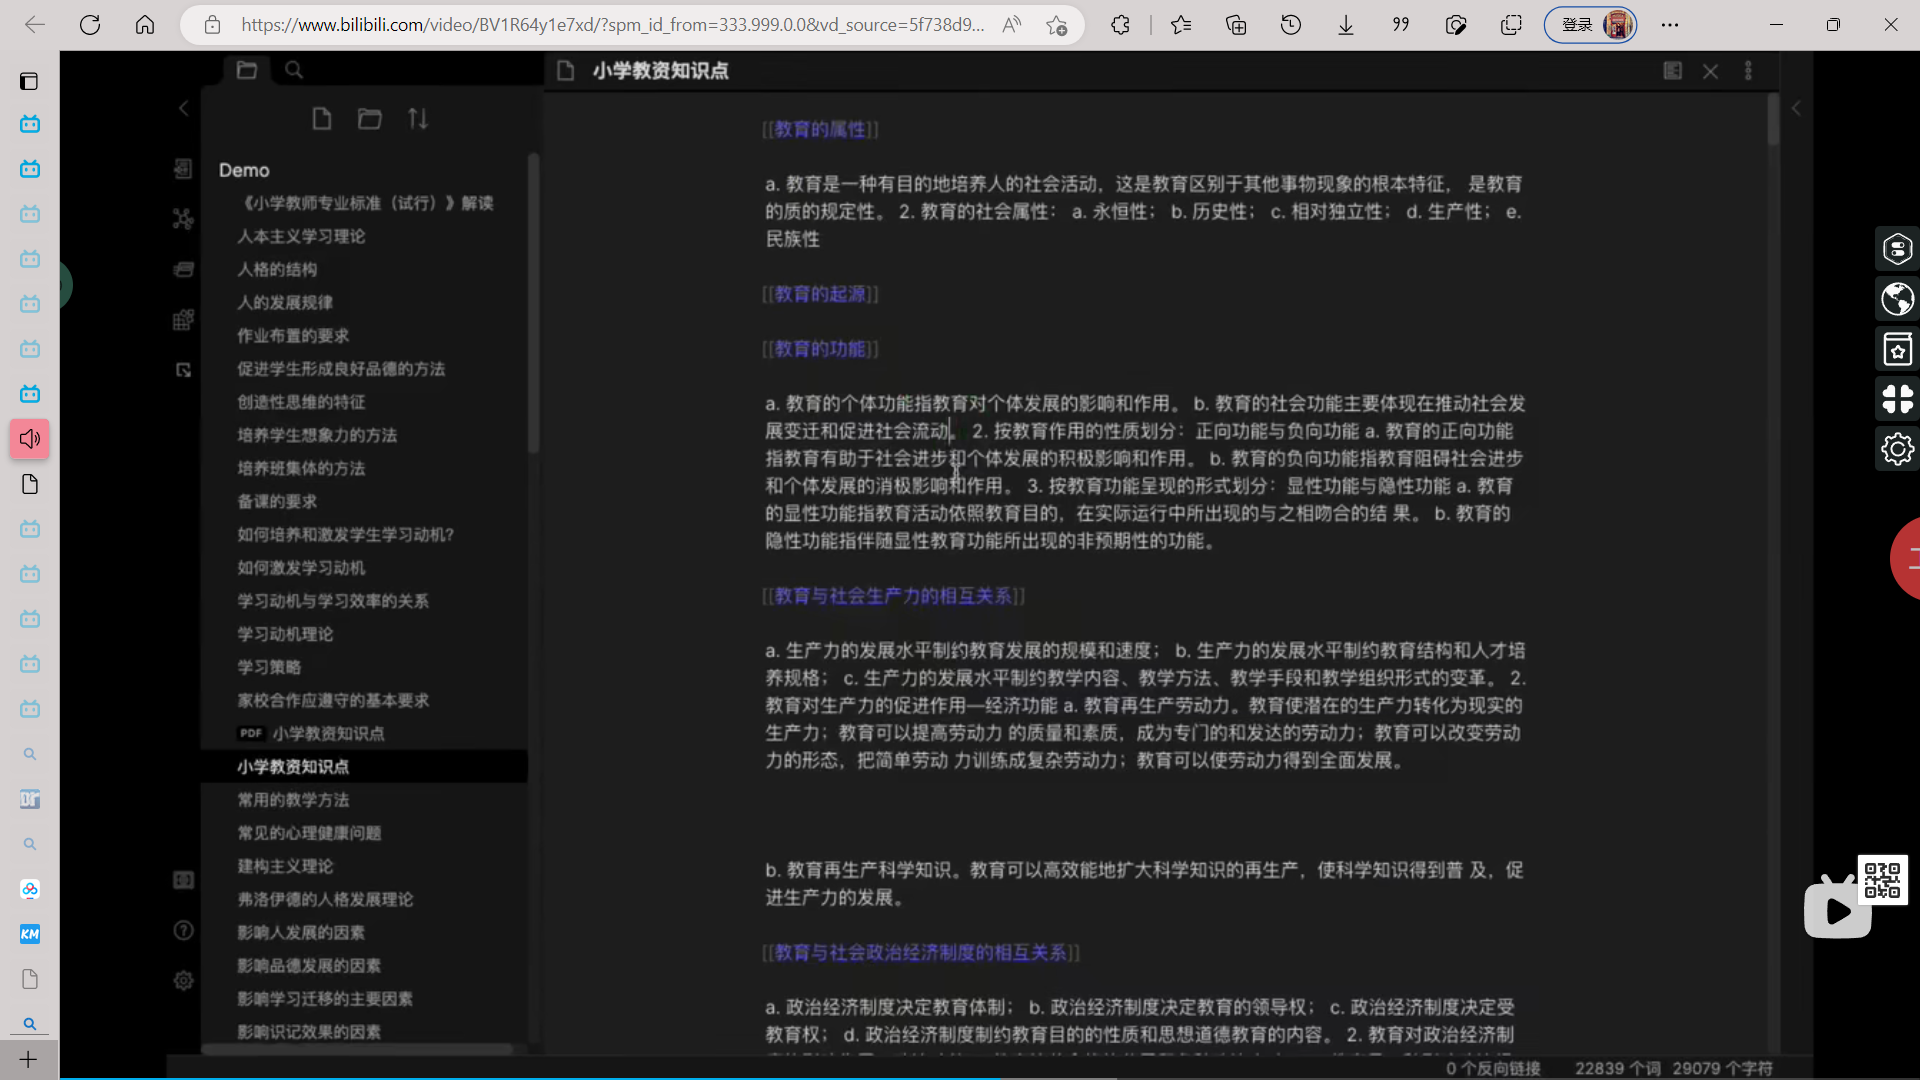 https://www.bilibili.com/video/BV1R64y1e7xd/?spm_id_from=333.999.0.0&vd_source=5f738d9...
登录
小学教资知识点
Demo
《小学教师专业标准（试行）》解读
人本主义学习理论
人格的结构
人的发展规律
作业布置的要求
促进学生形成良好品德的方法
创造性思维的特征
培养学生想象力的方法
培养班集体的方法
备课的要求
如何培养和激发学生学习动机?
如何激发学习动机
学习动机与学习效率的关系
学习动机理论
学习策略
家校合作应遵守的基本要求
PDF 小学教资知识点
小学教资知识点
常用的教学方法
常见的心理健康问题
建构主义理论
弗洛伊德的人格发展理论
影响人发展的因素
影响品德发展的因素
影响学习迁移的主要因素
影响识记效果的因素
[[教育的属性]]
a. 教育是一种有目的地培养人的社会活动，这是教育区别于其他事物现象的根本特征， 是教育
的质的规定性。 2. 教育的社会属性： a. 永恒性； b. 历史性； c. 相对独立性； d. 生产性； e.
民族性
[[教育的起源]]
[[教育的功能]]
a. 教育的个体功能指教育对个体发展的影响和作用。 b. 教育的社会功能主要体现在推动社会发
展变迁和促进社会流动。 2. 按教育作用的性质划分：正向功能与负向功能 a. 教育的正向功能
指教育有助于社会进步和个体发展的积极影响和作用。 b. 教育的负向功能指教育阻碍社会进步
和个体发展的消极影响和作用。 3. 按教育功能呈现的形式划分：显性功能与隐性功能 a. 教育
的显性功能指教育活动依照教育目的，在实际运行中所出现的与之相吻合的结 果。 b. 教育的
隐性功能指伴随显性教育功能所出现的非预期性的功能。
[[教育与社会生产力的相互关系]]
a. 生产力的发展水平制约教育发展的规模和速度； b. 生产力的发展水平制约教育结构和人才培
养规格； c. 生产力的发展水平制约教学内容、教学方法、教学手段和教学组织形式的变革。 2.
教育对生产力的促进作用—经济功能 a. 教育再生产劳动力。教育使潜在的生产力转化为现实的
生产力；教育可以提高劳动力 的质量和素质，成为专门的和发达的劳动力；教育可以改变劳动
力的形态，把简单劳动 力训练成复杂劳动力；教育可以使劳动力得到全面发展。
b. 教育再生产科学知识。教育可以高效能地扩大科学知识的再生产，使科学知识得到普 及，促
进生产力的发展。
[[教育与社会政治经济制度的相互关系]]
a. 政治经济制度决定教育体制； b. 政治经济制度决定教育的领导权； c. 政治经济制度决定受
教育权； d. 政治经济制度制约教育目的的性质和思想道德教育的内容。 2. 教育对政治经济制
0 个反向链接 22839 个词 29079 个字符
KM